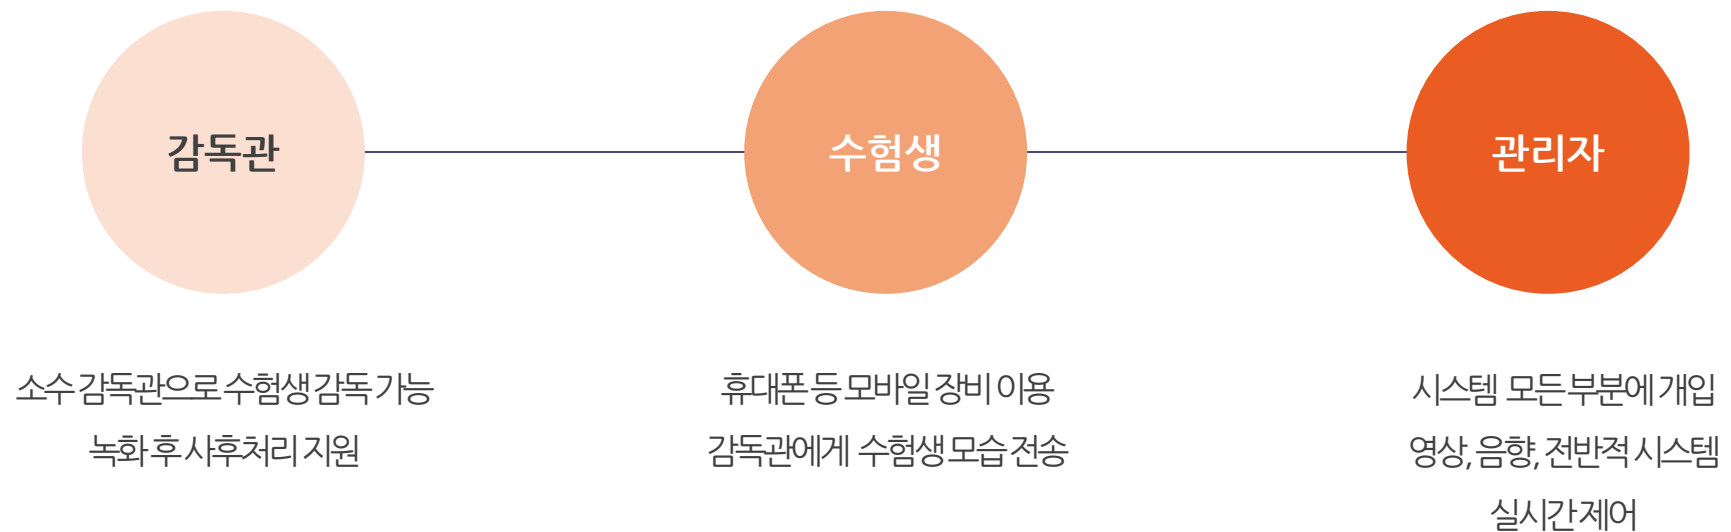 감독관
소수 감독관으로 수험생 감독 가능
녹화 후 사후처리 지원
수험생
휴대폰 등 모바일 장비 이용
감독관에게 수험생 모습 전송
관리자
시스템 모든 부분에 개입
영상, 음향, 전반적 시스템
실시간 제어